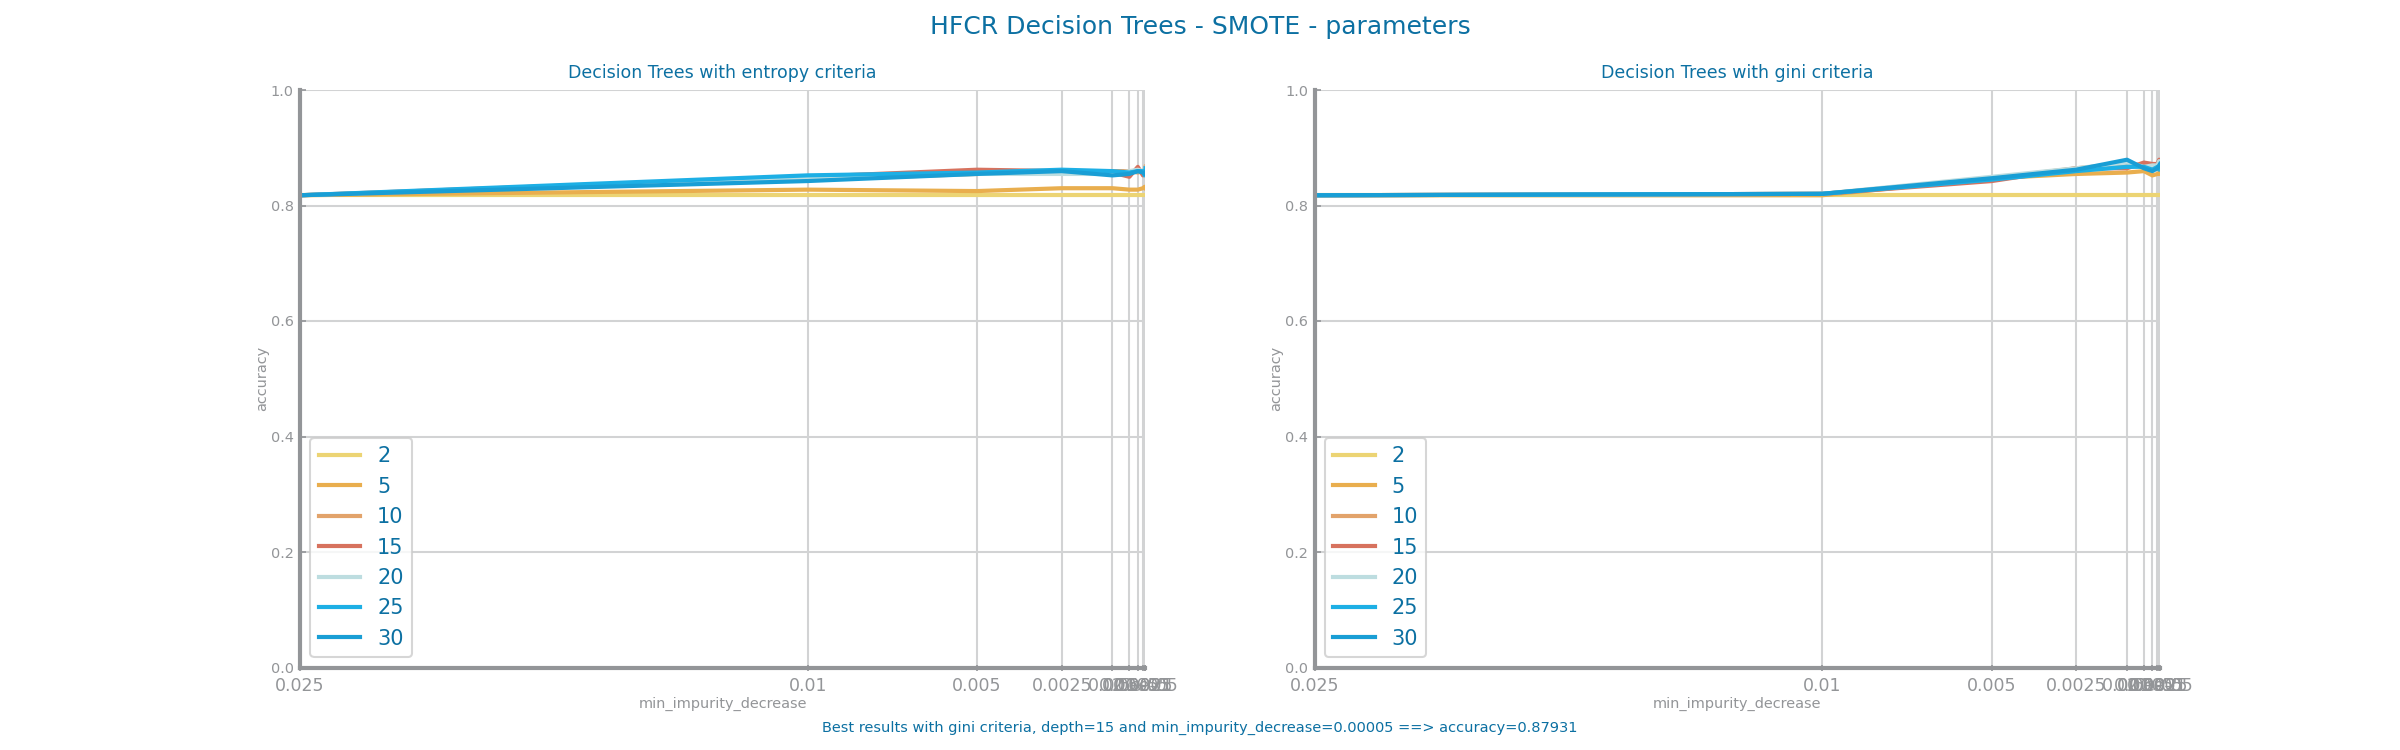 HFCR Decision Trees - SMOTE - parameters
Decision Trees with entropy criteria
1.0
0.8
0.6
0.4
0.2
0.0
accuracy
2
5
10
15
20
25
30
0.025 0.01 0.005 0.0025
min_impurity_decrease
Decision Trees with gini criteria
1.0
0.8
0.6
0.4
0.2
0.0
accuracy
2
5
10
15
20
25
30
0.025 0.01 0.005 0.0025
min_impurity_decrease
Best results with gini criteria, depth=15 and min_impurity_decrease=0.00005 ==> accuracy=0.87931